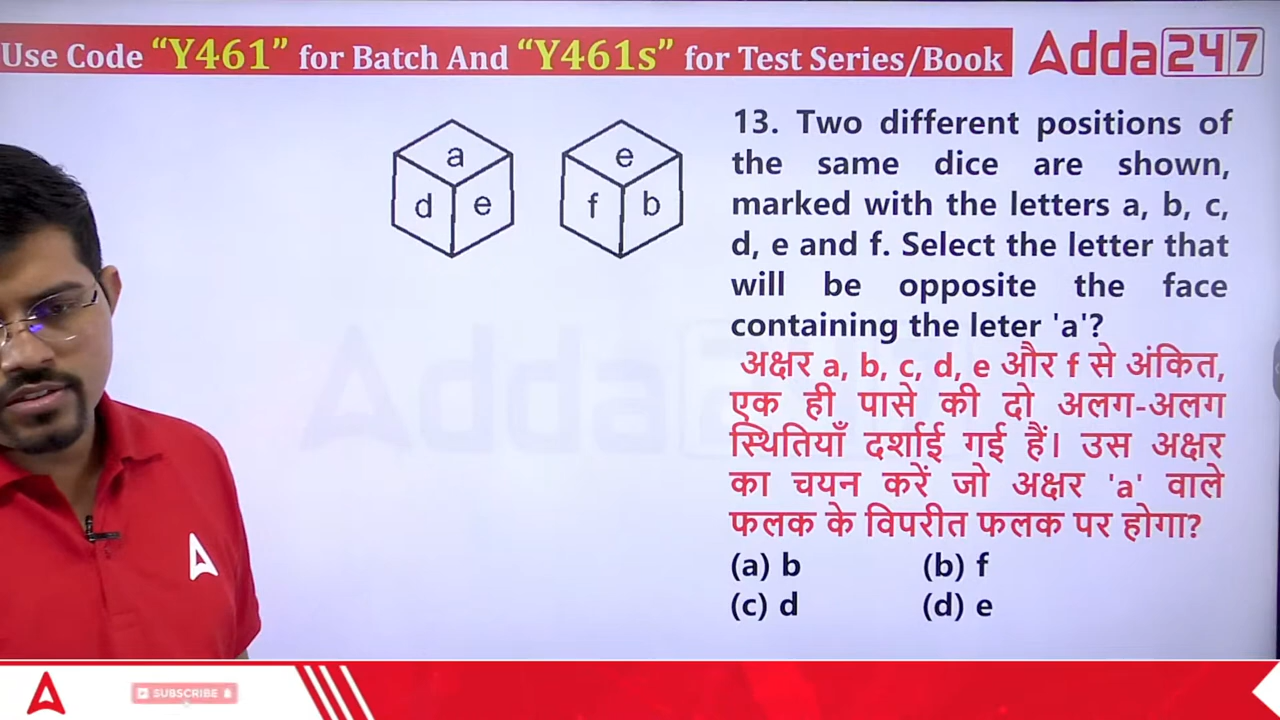 Use Code “Y461” for Batch And “Y461s” for Test Series/Book
Adda247
a
d e
e
f b
13. Two different positions of
the same dice are shown,
marked with the letters a, b, c,
d, e and f. Select the letter that
will be opposite the face
containing the leter 'a'?
अक्षर a, b, c, d, e और f से अंकित,
एक ही पासे की दो अलग-अलग
स्थितियाँ दर्शाई गई हैं। उस अक्षर
का चयन करें जो अक्षर 'a' वाले
फलक के विपरीत फलक पर होगा?
(a) b (b) f
(c) d (d) e
Adda247
SUBSCRIBE